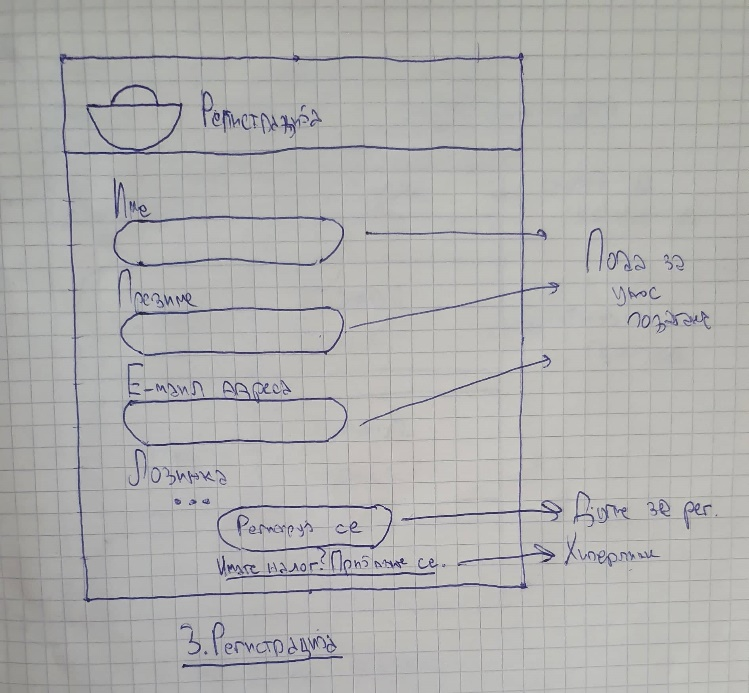 Регистрација
Име
Презиме
Поља за
унос
података
Е-маил адреса
Лозинка
...
Региструј се
Дугме за рег.
Имате налог? Пријавите се.
Хиперлинк
3. Регистрација